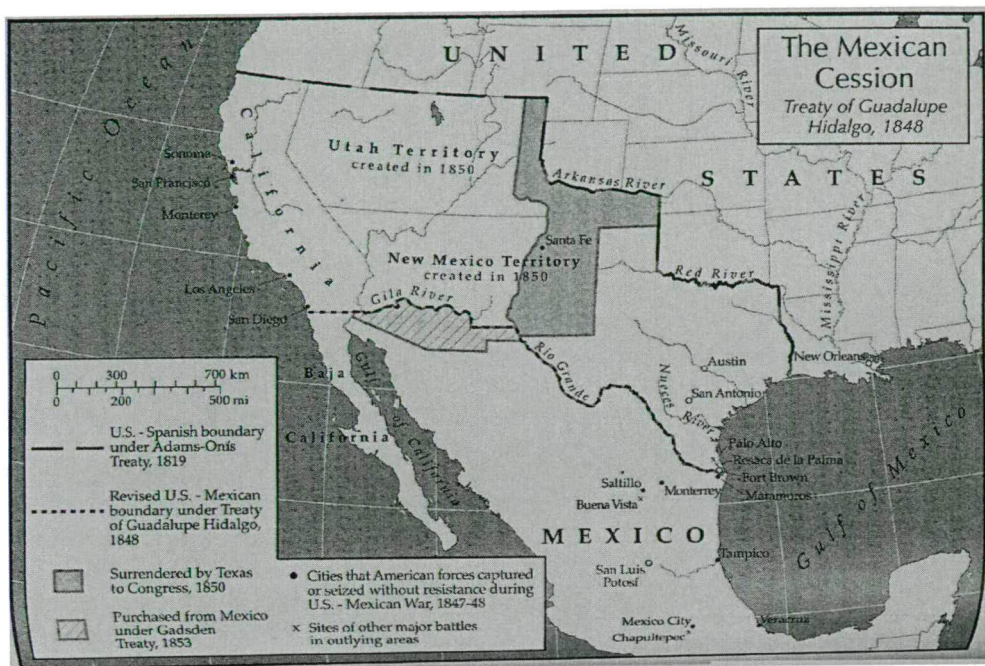 The Mexican
Cession
Treaty of Guadalupe
Hidalgo, 1848
UNITED
STATES
Missouri River
Pacific Ocean
California
Sonoma
San Francisco
Monterey
Los Angeles
San Diego
Utah Territory
created in 1850
Arkansas River
Santa Fe
New Mexico Territory
created in 1850
Gila River
Red River
Mississippi River
New Orleans
Rio Grande
Nueces River
Austin
San Antonio
Baja
California
Gulf of California
Palo Alto
Resaca de la Palma
Fort Brown
Matamoros
Saltillo
Monterrey
Buena Vista
MEXICO
Gulf of Mexico
Tampico
San Luis
Potosí
Mexico City
Chapultepec
Veracruz
0 300 700 km
0 200 500 mi
U.S. - Spanish boundary
under Adams-Onís
Treaty, 1819
Revised U.S. - Mexican
boundary under Treaty
of Guadalupe Hidalgo,
1848
Surrendered by Texas
to Congress, 1850
Purchased from Mexico
under Gadsden
Treaty, 1853
Cities that American forces captured
or seized without resistance during
U.S. - Mexican War, 1847-48
× Sites of other major battles
in outlying areas